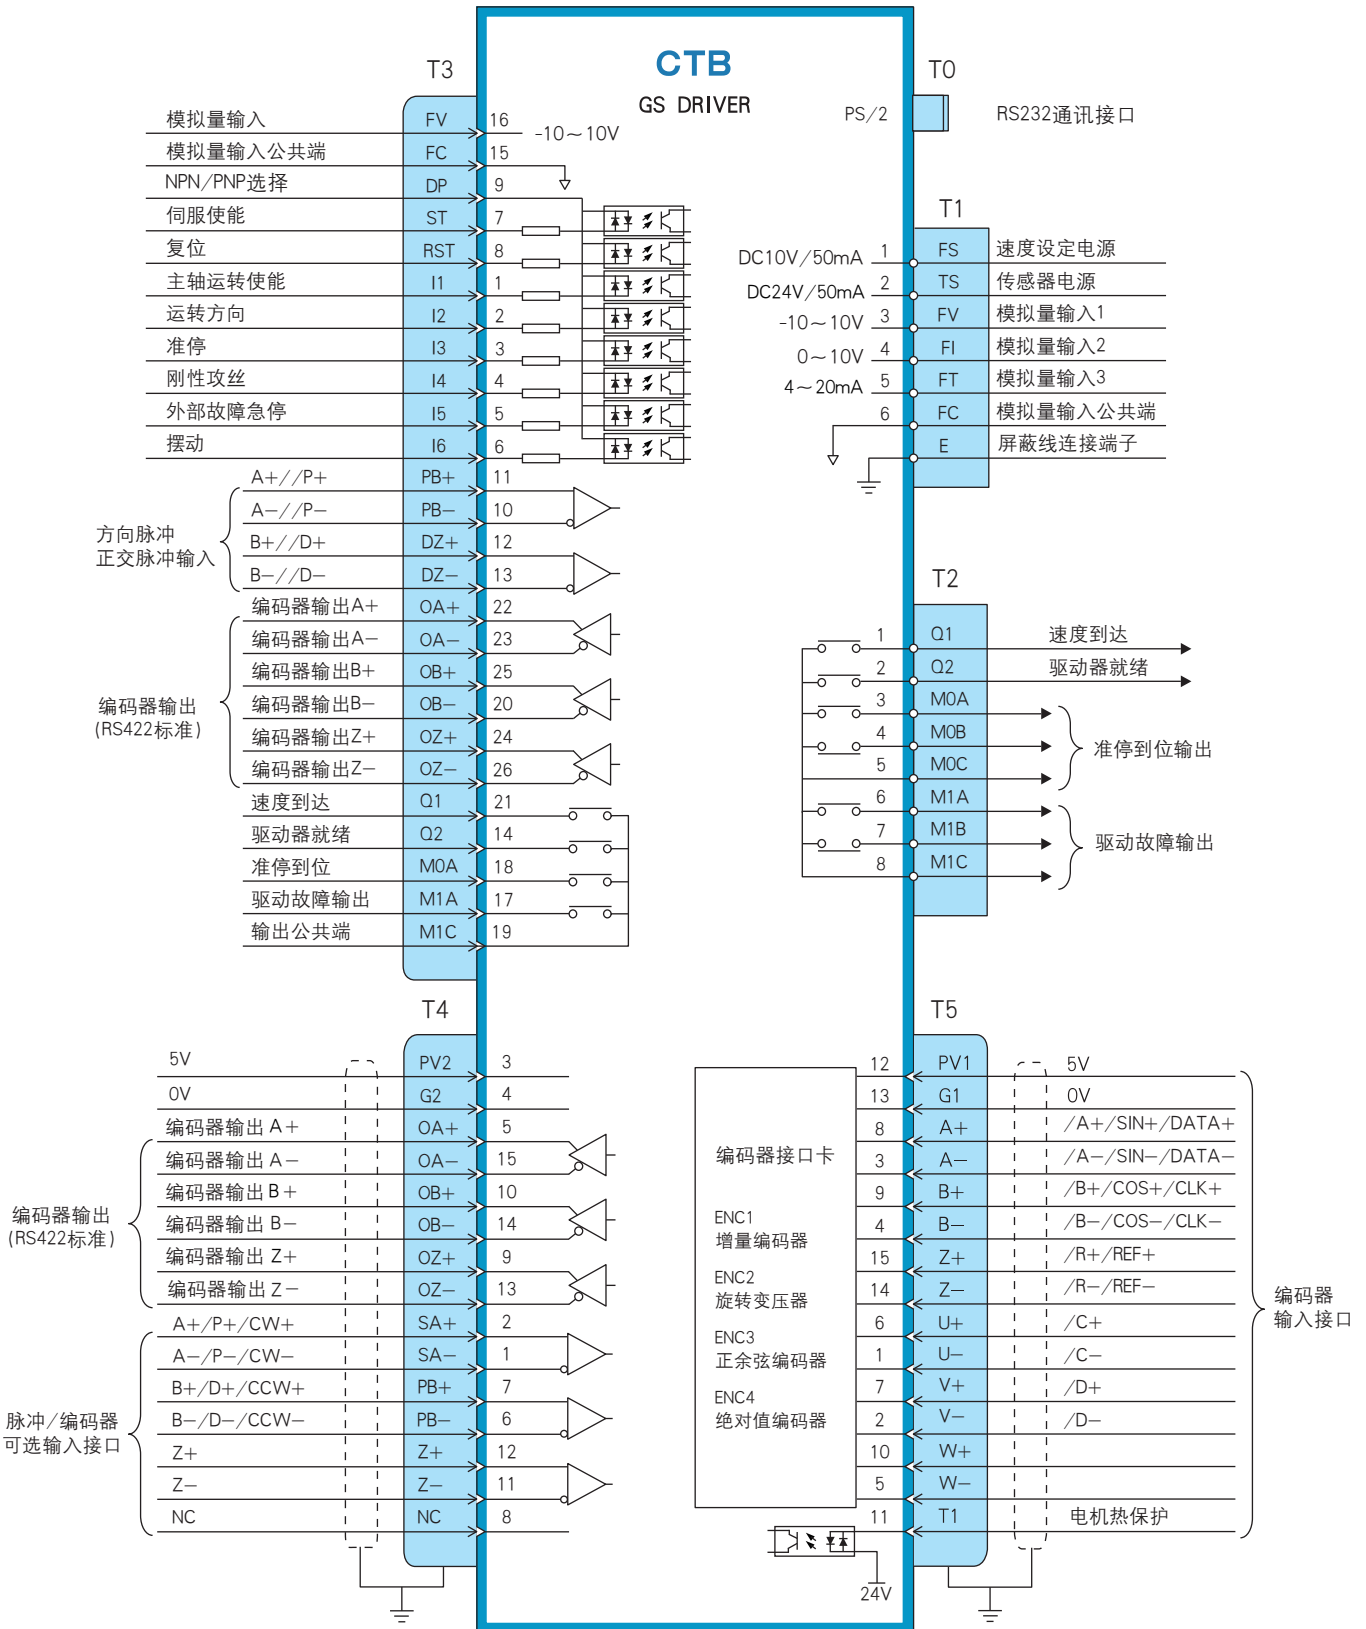 CTB
GS DRIVER
T3
模拟量输入 FV 16 -10～10V
模拟量输入公共端 FC 15
NPN/PNP选择 DP 9
伺服使能 ST 7
复位 RST 8
主轴运转使能 I1 1
运转方向 I2 2
准停 I3 3
刚性攻丝 I4 4
外部故障急停 I5 5
摆动 I6 6
方向脉冲
正交脉冲输入
A+//P+ PB+ 11
A-//P- PB- 10
B+//D+ DZ+ 12
B-//D- DZ- 13
编码器输出
(RS422标准)
编码器输出A+ OA+ 22
编码器输出A- OA- 23
编码器输出B+ OB+ 25
编码器输出B- OB- 20
编码器输出Z+ OZ+ 24
编码器输出Z- OZ- 26
速度到达 Q1 21
驱动器就绪 Q2 14
准停到位 M0A 18
驱动故障输出 M1A 17
输出公共端 M1C 19
T0
PS/2 RS232通讯接口
T1
DC10V/50mA 1 FS 速度设定电源
DC24V/50mA 2 TS 传感器电源
-10～10V 3 FV 模拟量输入1
0～10V 4 FI 模拟量输入2
4～20mA 5 FT 模拟量输入3
6 FC 模拟量输入公共端
E 屏蔽线连接端子
T2
1 Q1 速度到达
2 Q2 驱动器就绪
3 M0A
4 M0B
5 M0C
准停到位输出
6 M1A
7 M1B
8 M1C
驱动故障输出
T4
5V PV2 3
0V G2 4
编码器输出
(RS422标准)
编码器输出 A+ OA+ 5
编码器输出 A- OA- 15
编码器输出 B+ OB+ 10
编码器输出 B- OB- 14
编码器输出 Z+ OZ+ 9
编码器输出 Z- OZ- 13
脉冲/编码器
可选输入接口
A+/P+/CW+ SA+ 2
A-/P-/CW- SA- 1
B+/D+/CCW+ PB+ 7
B-/D-/CCW- PB- 6
Z+ Z+ 12
Z- Z- 11
NC NC 8
T5
编码器接口卡
ENC1
增量编码器
ENC2
旋转变压器
ENC3
正余弦编码器
ENC4
绝对值编码器
12 PV1 5V
13 G1 0V
8 A+ /A+/SIN+/DATA+
3 A- /A-/SIN-/DATA-
9 B+ /B+/COS+/CLK+
4 B- /B-/COS-/CLK-
15 Z+ /R+/REF+
14 Z- /R-/REF-
6 U+ /C+
1 U- /C-
7 V+ /D+
2 V- /D-
10 W+
5 W-
11 T1 电机热保护
24V
编码器
输入接口